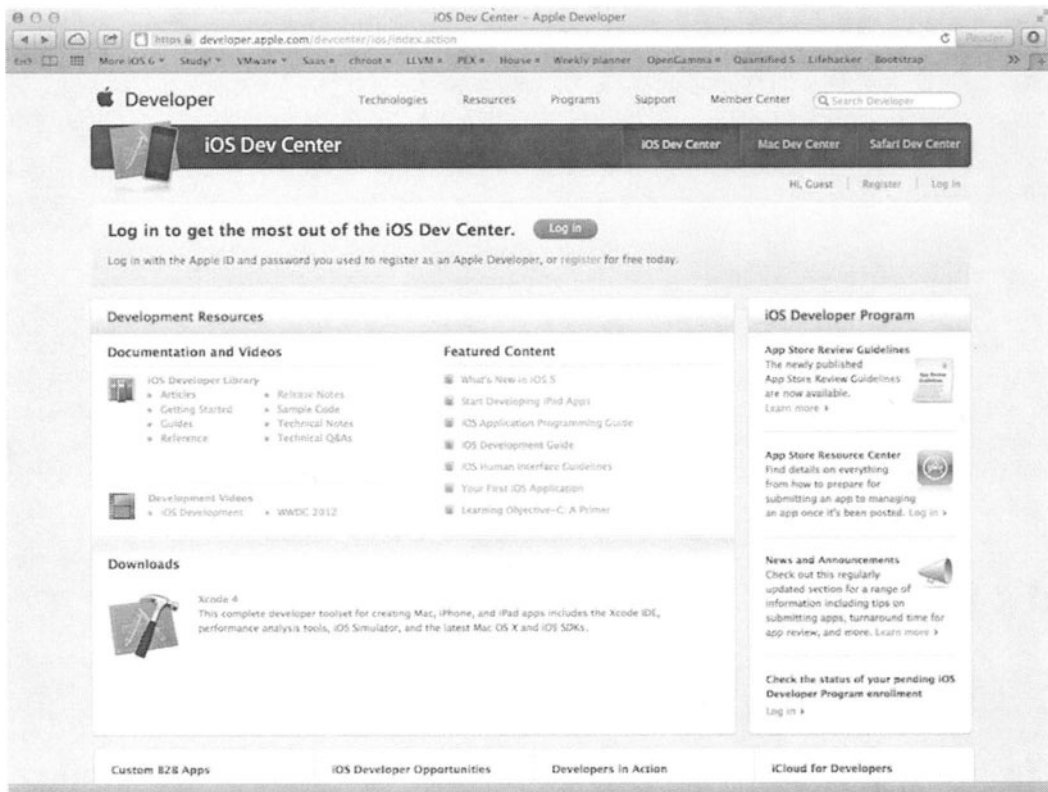 iOS Dev Center – Apple Developer
https developer.apple.com/devcenter/ios/index.action
Reader
More iOS 6 Study! VMware Saas chroot LLVM PEX House Weekly planner OpenGamma Quantified S Lifehacker Bootstrap
Developer
Technologies Resources Programs Support Member Center Search Developer
iOS Dev Center
iOS Dev Center Mac Dev Center Safari Dev Center
Hi, Guest | Register | Log in
Log in to get the most out of the iOS Dev Center. Log in
Log in with the Apple ID and password you used to register as an Apple Developer, or register for free today.
Development Resources
Documentation and Videos
iOS Developer Library
Articles
Getting Started
Guides
Reference
Release Notes
Sample Code
Technical Notes
Technical Q&As
Development Videos
iOS Development
WWDC 2012
Featured Content
What's New in iOS 5
Start Developing iPad Apps
iOS Application Programming Guide
iOS Development Guide
iOS Human Interface Guidelines
Your First iOS Application
Learning Objective-C: A Primer
Downloads
Xcode 4
This complete developer toolset for creating Mac, iPhone, and iPad apps includes the Xcode IDE,
performance analysis tools, iOS Simulator, and the latest Mac OS X and iOS SDKs.
iOS Developer Program
App Store Review Guidelines
The newly published
App Store Review Guidelines
are now available.
Learn more ›
App Review
Guidelines
App Store Resource Center
Find details on everything
from how to prepare for
submitting an app to managing
an app once it's been posted. Log in ›
News and Announcements
Check out this regularly
updated section for a range of
information including tips on
submitting apps, turnaround time for
app review, and more. Learn more ›
Check the status of your pending iOS
Developer Program enrollment
Log in ›
Custom B2B Apps
iOS Developer Opportunities
Developers in Action
iCloud for Developers